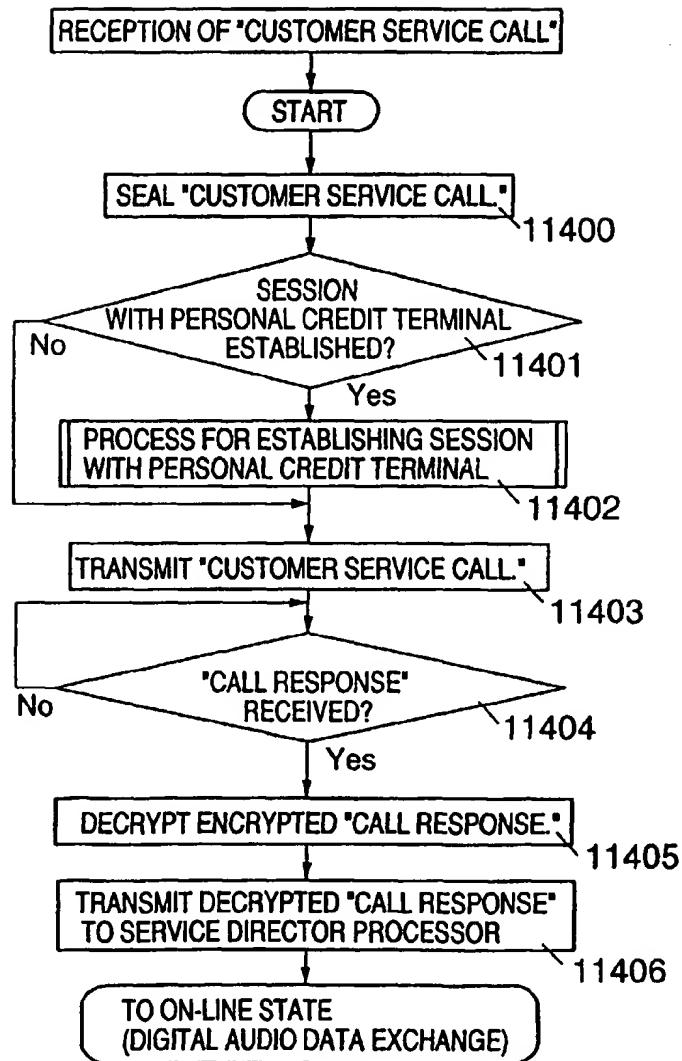 RECEPTION OF "CUSTOMER SERVICE CALL"
START
SEAL "CUSTOMER SERVICE CALL."
11400
SESSION
WITH PERSONAL CREDIT TERMINAL
ESTABLISHED?
No
11401
Yes
PROCESS FOR ESTABLISHING SESSION
WITH PERSONAL CREDIT TERMINAL
11402
TRANSMIT "CUSTOMER SERVICE CALL."
11403
"CALL RESPONSE"
RECEIVED?
No
11404
Yes
DECRYPT ENCRYPTED "CALL RESPONSE."
11405
TRANSMIT DECRYPTED "CALL RESPONSE"
TO SERVICE DIRECTOR PROCESSOR
11406
TO ON-LINE STATE
(DIGITAL AUDIO DATA EXCHANGE)